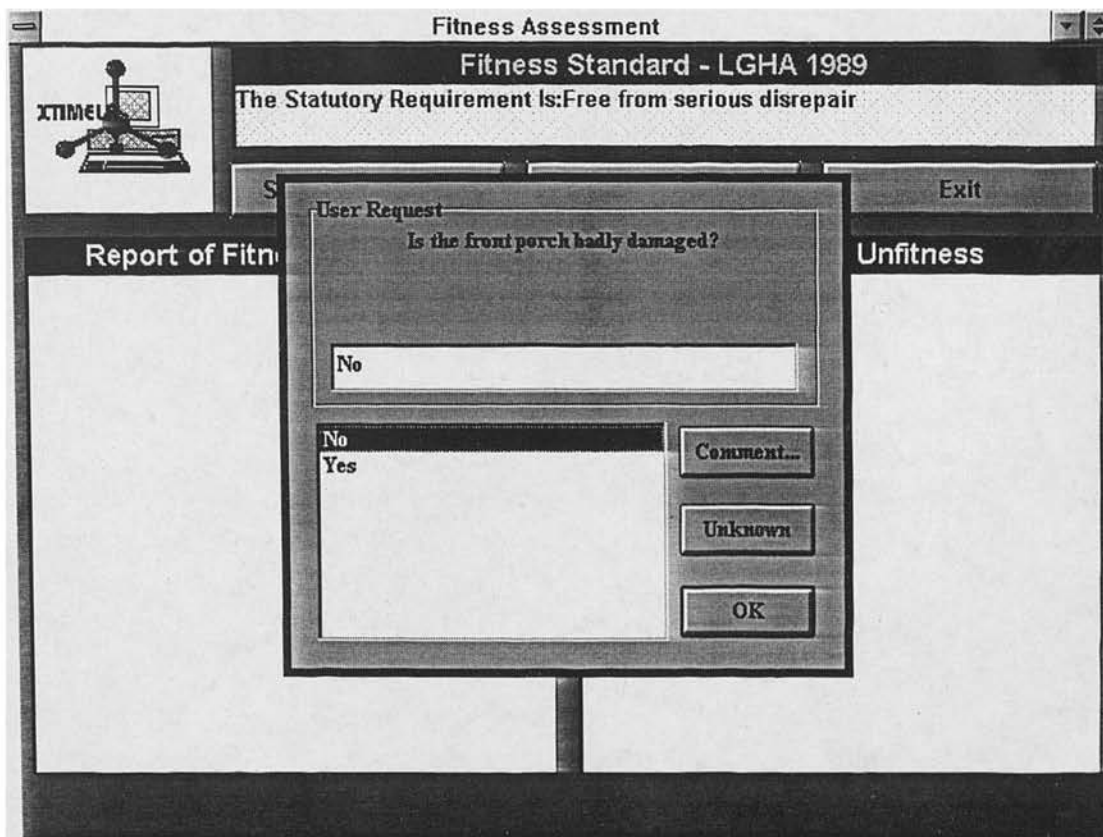 Fitness Assessment
Fitness Standard - LGHA 1989
The Statutory Requirement Is:Free from serious disrepair
XTIMEL
S
Exit
User Request
Is the front porch badly damaged?
Report of Fitn
Unfitness
No
No
Yes
Comment...
Unknown
OK